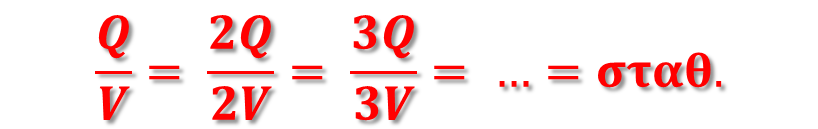 Q/V = 2Q/2V = 3Q/3V = ... = σταθ.